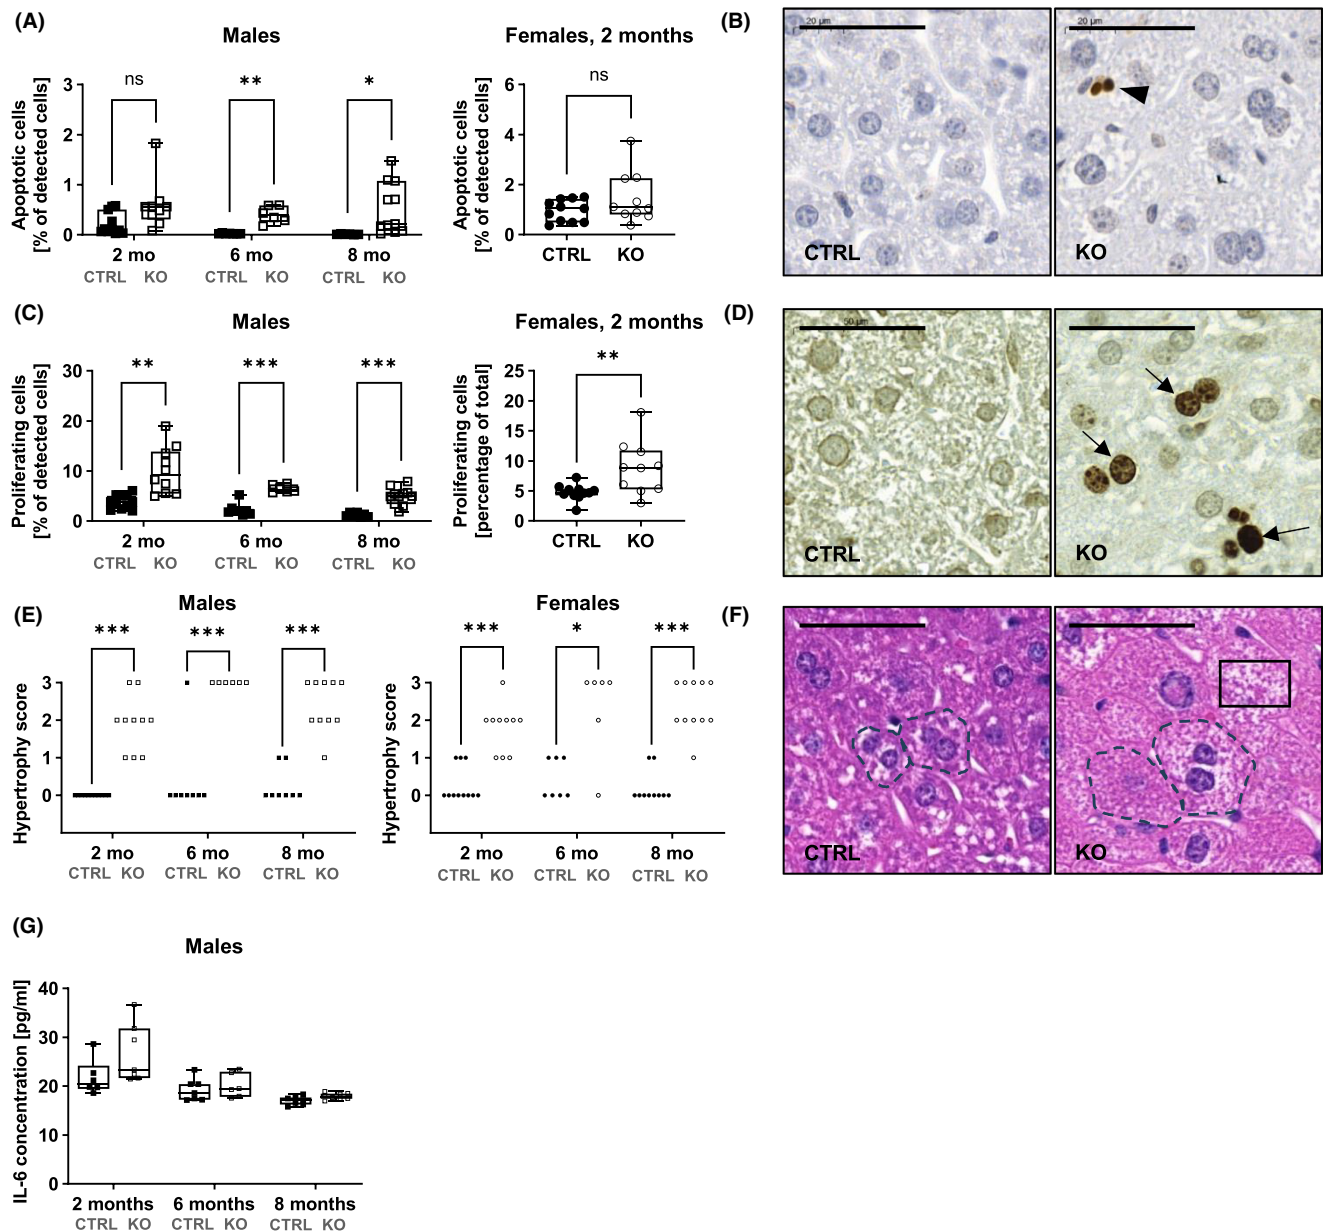 (A)
Males
Females, 2 months
Apoptotic cells
[% of detected cells]
3
2
1
0
ns
**
*
2 mo
6 mo
8 mo
CTRL KO
CTRL KO
CTRL KO
Apoptotic cells
[% of detected cells]
6
4
2
0
ns
CTRL KO
(B)
20 µm
CTRL
20 µm
KO
(C)
Males
Females, 2 months
Proliferating cells
[% of detected cells]
30
20
10
0
**
***
***
2 mo
6 mo
8 mo
CTRL KO
CTRL KO
CTRL KO
Proliferating cells
[percentage of total]
25
20
15
10
5
0
**
CTRL KO
(D)
50 µm
CTRL
KO
(E)
Males
Females
Hypertrophy score
3
2
1
0
***
***
***
2 mo
6 mo
8 mo
CTRL KO
CTRL KO
CTRL KO
Hypertrophy score
3
2
1
0
***
*
***
2 mo
6 mo
8 mo
CTRL KO
CTRL KO
CTRL KO
(F)
CTRL
KO
(G)
Males
IL-6 concentration [pg/ml]
40
30
20
10
0
2 months
6 months
8 months
CTRL KO
CTRL KO
CTRL KO